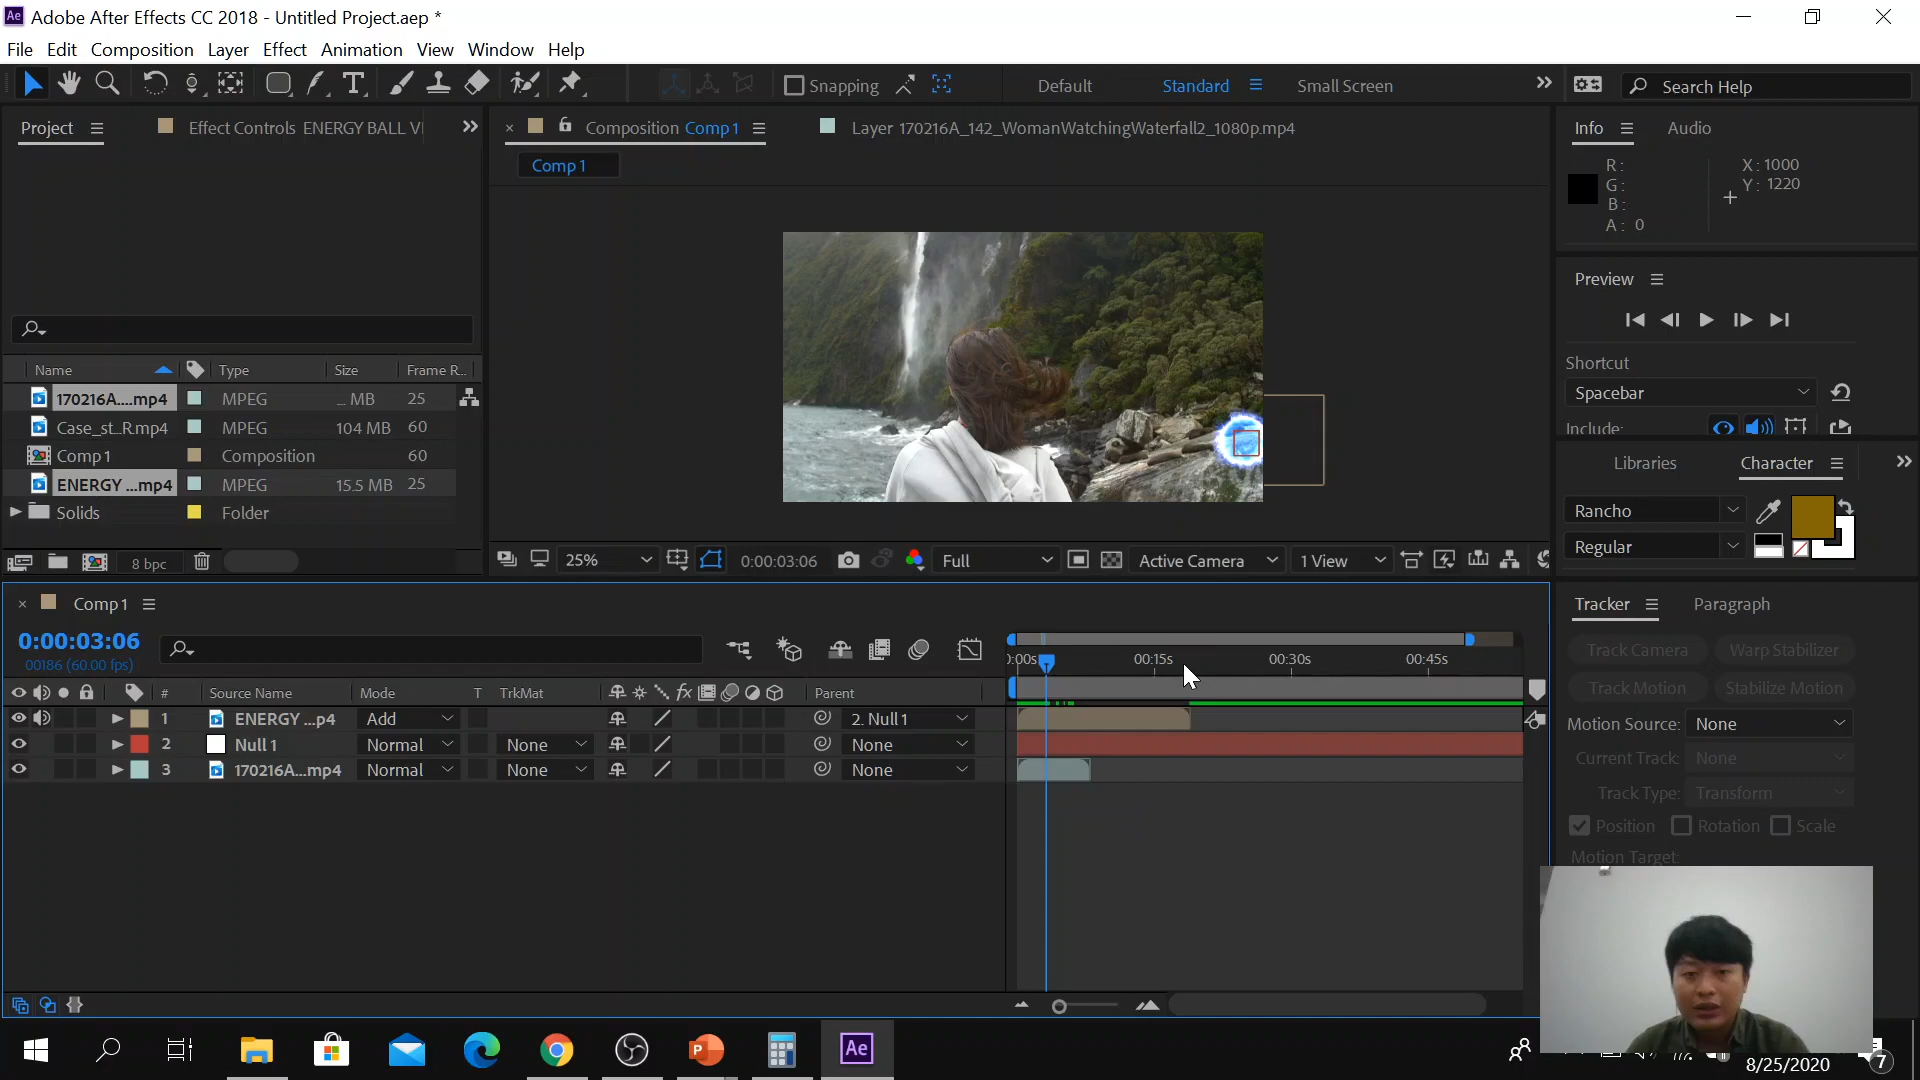 Ae Adobe After Effects CC 2018 - Untitled Project.aep *
File Edit Composition Layer Effect Animation View Window Help
T Snapping Default Standard Small Screen Search Help
Project Effect Controls ENERGY BALL VI Composition Comp 1 Layer 170216A_142_WomanWatchingWaterfall2_1080p.mp4 Info Audio
Comp 1
R : X : 1000
G : Y : 1220
B :
A : 0
Preview
Shortcut
Spacebar
Include:
Name Type Size Frame R...
170216A....mp4 MPEG ... MB 25
Case_st...R.mp4 MPEG 104 MB 60
Comp 1 Composition 60
ENERGY ...mp4 MPEG 15.5 MB 25
Solids Folder
8 bpc
25% 0:00:03:06 Full Active Camera 1 View
Libraries Character
Rancho
Regular
Comp 1
0:00:03:06
00186 (60.00 fps)
):00s 00:15s 00:30s 00:45s
# Source Name Mode T TrkMat fx Parent
1 ENERGY ...p4 Add 2. Null 1
2 Null 1 Normal None None
3 170216A...mp4 Normal None None
Tracker Paragraph
Track Camera Warp Stabilizer
Track Motion Stabilize Motion
Motion Source: None
Current Track: None
Track Type: Transform
Position Rotation Scale
Motion Target:
Ae
8/25/2020
7